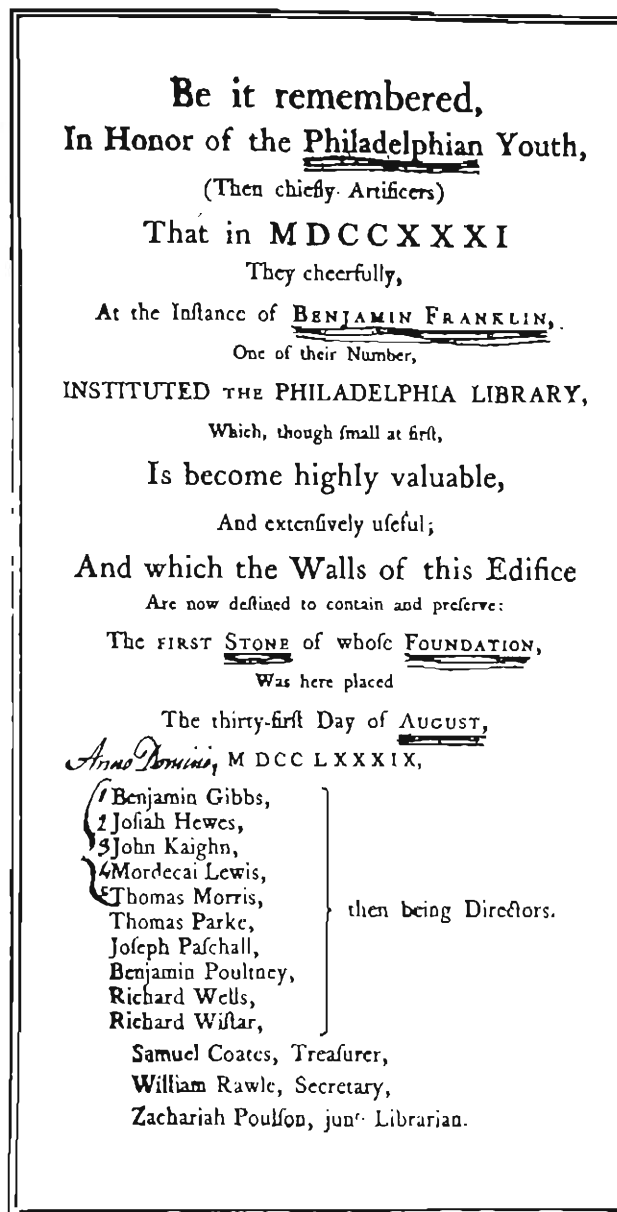 Be it remembered,
In Honor of the Philadelphian Youth,
(Then chiefly Artificers)
That in MDCCXXXI
They cheerfully,
At the Inſtance of BENJAMIN FRANKLIN,
One of their Number,
INSTITUTED THE PHILADELPHIA LIBRARY,
Which, though ſmall at firſt,
Is become highly valuable,
And extenſively uſeful;
And which the Walls of this Edifice
Are now deſtined to contain and preſerve:
The FIRST STONE of whoſe FOUNDATION,
Was here placed
The thirty-firſt Day of AUGUST,
Anno Domini, M DCC LXXXIX,
1 Benjamin Gibbs,
2 Joſiah Hewes,
3 John Kaighn,
4 Mordecai Lewis,
5 Thomas Morris,
Thomas Parke,
Joſeph Paſchall,
Benjamin Poultney,
Richard Wells,
Richard Wiſtar,
then being Directors.
Samuel Coates, Treaſurer,
William Rawle, Secretary,
Zachariah Poulſon, junr. Librarian.